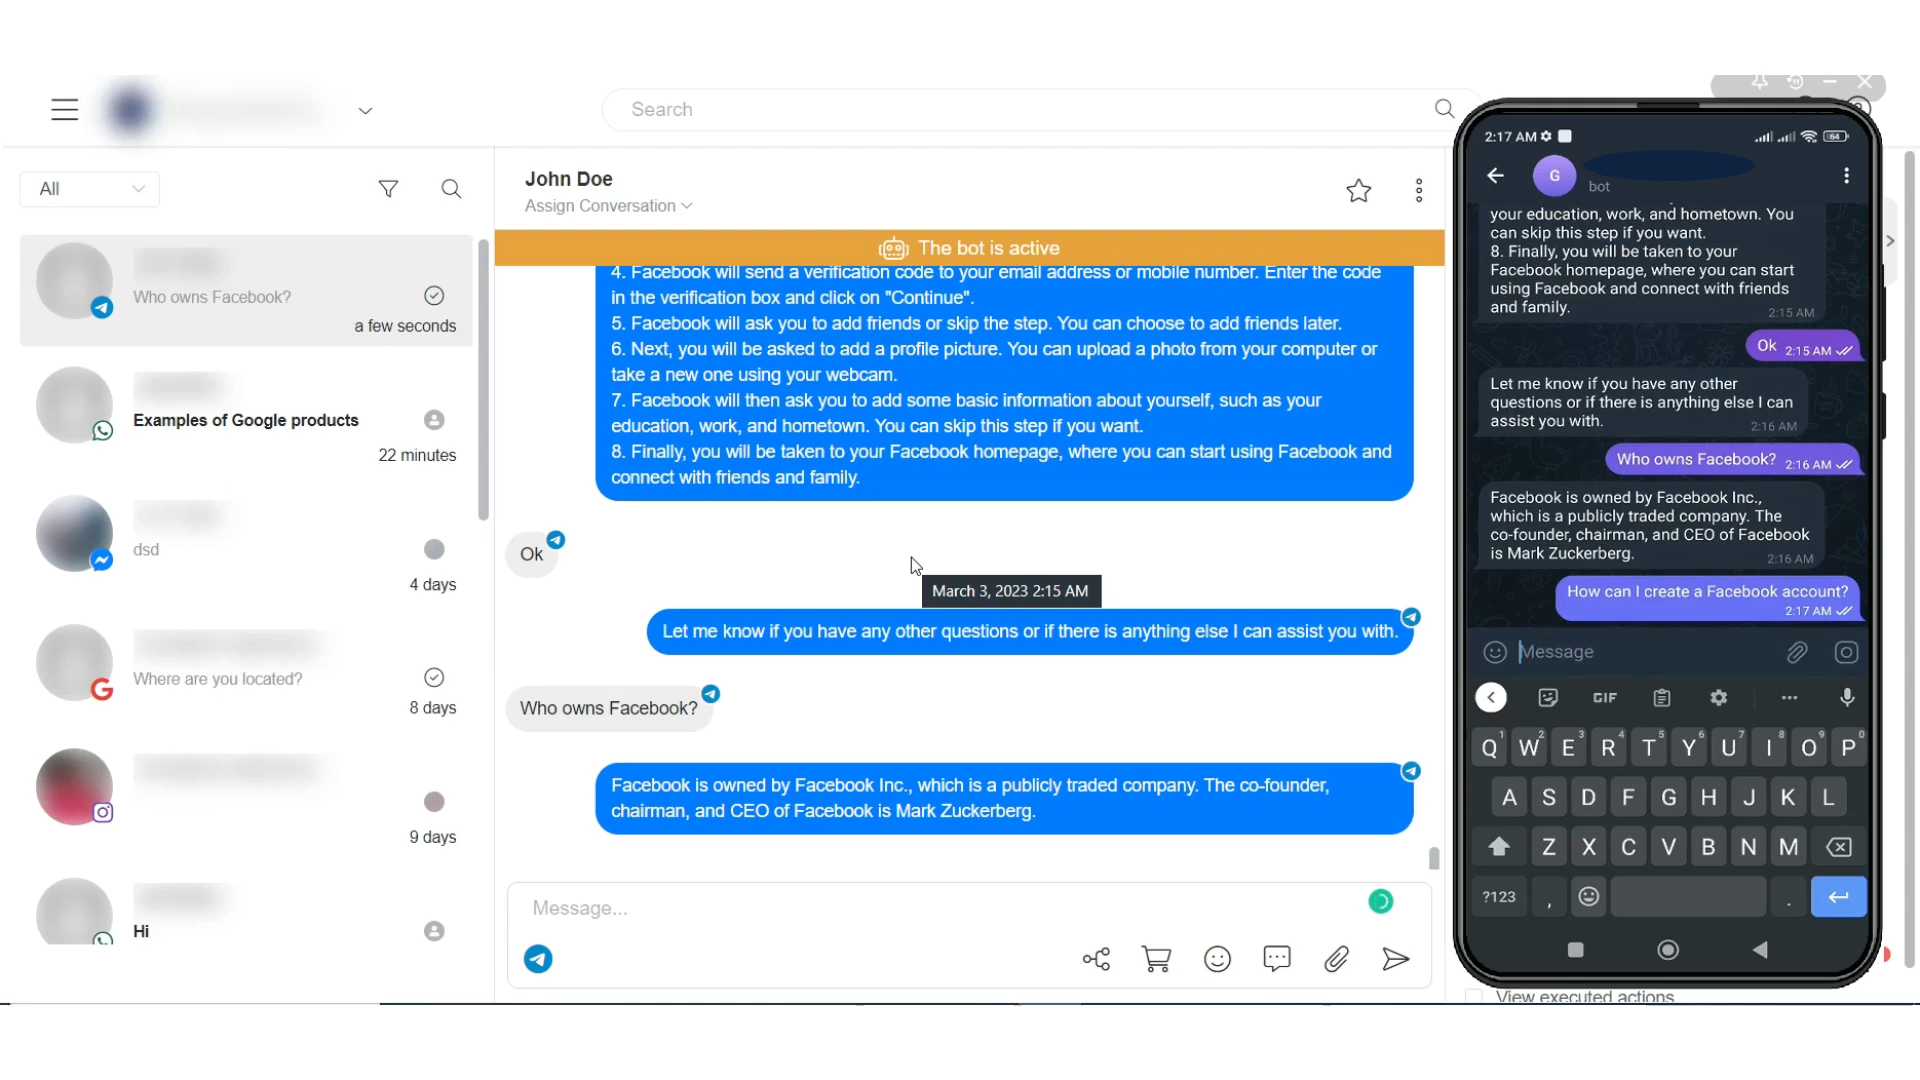 Search
All
Who owns Facebook?
a few seconds
Examples of Google products
22 minutes
dsd
4 days
Where are you located?
8 days
9 days
Hi
John Doe
Assign Conversation
The bot is active
4. Facebook will send a verification code to your email address or mobile number. Enter the code
in the verification box and click on "Continue".
5. Facebook will ask you to add friends or skip the step. You can choose to add friends later.
6. Next, you will be asked to add a profile picture. You can upload a photo from your computer or
take a new one using your webcam.
7. Facebook will then ask you to add some basic information about yourself, such as your
education, work, and hometown. You can skip this step if you want.
8. Finally, you will be taken to your Facebook homepage, where you can start using Facebook and
connect with friends and family.
Ok
March 3, 2023 2:15 AM
Let me know if you have any other questions or if there is anything else I can assist you with.
Who owns Facebook?
Facebook is owned by Facebook Inc., which is a publicly traded company. The co-founder,
chairman, and CEO of Facebook is Mark Zuckerberg.
Message...
2:17 AM
64
G
bot
your education, work, and hometown. You
can skip this step if you want.
8. Finally, you will be taken to your
Facebook homepage, where you can start
using Facebook and connect with friends
and family.
2:15 AM
Ok 2:15 AM
Let me know if you have any other
questions or if there is anything else I can
assist you with.
2:16 AM
Who owns Facebook? 2:16 AM
Facebook is owned by Facebook Inc.,
which is a publicly traded company. The
co-founder, chairman, and CEO of Facebook
is Mark Zuckerberg.
2:16 AM
How can I create a Facebook account?
2:17 AM
Message
GIF
Q1 W2 E3 R4 T5 Y6 U7 I8 O9 P0
A S D F G H J K L
Z X C V B N M
?123 , .
View executed actions